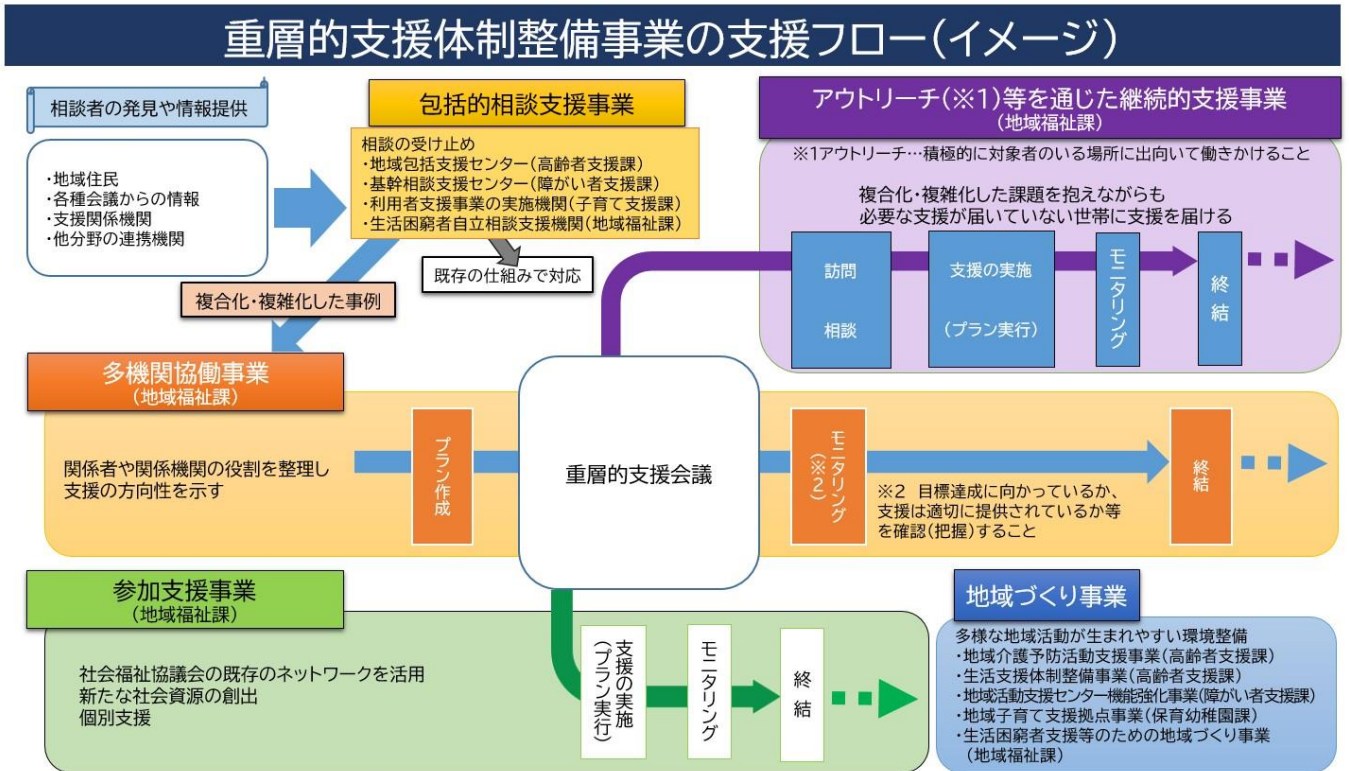 重層的支援体制整備事業の支援フロー(イメージ)
相談者の発見や情報提供
・地域住民
・各種会議からの情報
・支援関係機関
・他分野の連携機関
包括的相談支援事業
相談の受け止め
・地域包括支援センター(高齢者支援課)
・基幹相談支援センター(障がい者支援課)
・利用者支援事業の実施機関(子育て支援課)
・生活困窮者自立相談支援機関(地域福祉課)
既存の仕組みで対応
複合化・複雑化した事例
アウトリーチ(※1)等を通じた継続的支援事業
(地域福祉課)
※1アウトリーチ…積極的に対象者のいる場所に出向いて働きかけること
複合化・複雑化した課題を抱えながらも
必要な支援が届いていない世帯に支援を届ける
訪問
相談
支援の実施
(プラン実行)
モニタリング
終結
多機関協働事業
(地域福祉課)
関係者や関係機関の役割を整理し
支援の方向性を示す
プラン作成
重層的支援会議
モニタリング
(※2)
※2 目標達成に向かっているか、
支援は適切に提供されているか等
を確認(把握)すること
終結
参加支援事業
(地域福祉課)
社会福祉協議会の既存のネットワークを活用
新たな社会資源の創出
個別支援
支援の実施
(プラン実行)
モニタリング
終結
地域づくり事業
多様な地域活動が生まれやすい環境整備
・地域介護予防活動支援事業(高齢者支援課)
・生活支援体制整備事業(高齢者支援課)
・地域活動支援センター機能強化事業(障がい者支援課)
・地域子育て支援拠点事業(保育幼稚園課)
・生活困窮者支援等のための地域づくり事業
(地域福祉課)